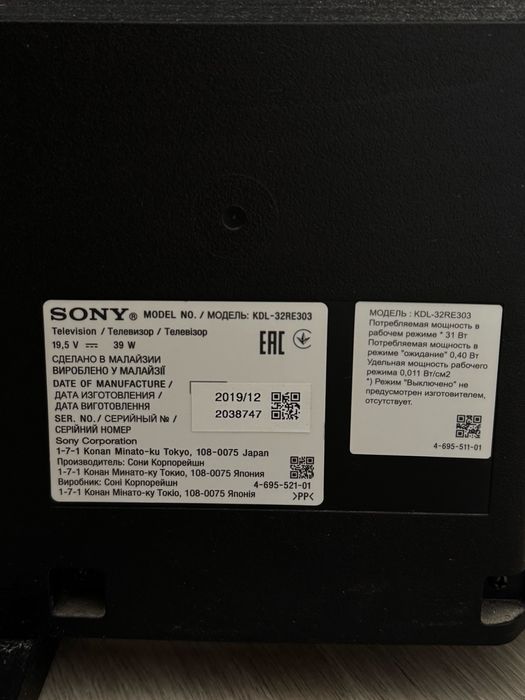 SONY® MODEL NO. / МОДЕЛЬ: KDL-32RE303
Television / Телевизор / Телевізор
19,5 V ⎓ 39 W
EAC
СДЕЛАНО В МАЛАЙЗИИ
ВИРОБЛЕНО У МАЛАЙЗІЇ
DATE OF MANUFACTURE /
ДАТА ИЗГОТОВЛЕНИЯ /
ДАТА ВИГОТОВЛЕННЯ
2019/12
SER. NO./ СЕРИЙНЫЙ № /
СЕРІЙНИЙ НОМЕР
2038747
Sony Corporation
1-7-1 Konan Minato-ku Tokyo, 108-0075 Japan
Производитель: Сони Корпорейшн
1-7-1 Конан Минато-ку Токио, 108-0075 Япония
Виробник: Соні Корпорейшн
4-695-521-01
1-7-1 Конан Мінато-ку Токіо, 108-0075 Японія
>PP<
МОДЕЛЬ : KDL-32RE303
Потребляемая мощность в
рабочем режиме * 31 Вт
Потребляемая мощность в
режиме "ожидание" 0,40 Вт
Удельная мощность рабочего
режима 0,011 Вт/см2
*) Режим "Выключено" не
предусмотрен изготовителем,
отсутствует.
4-695-511-01